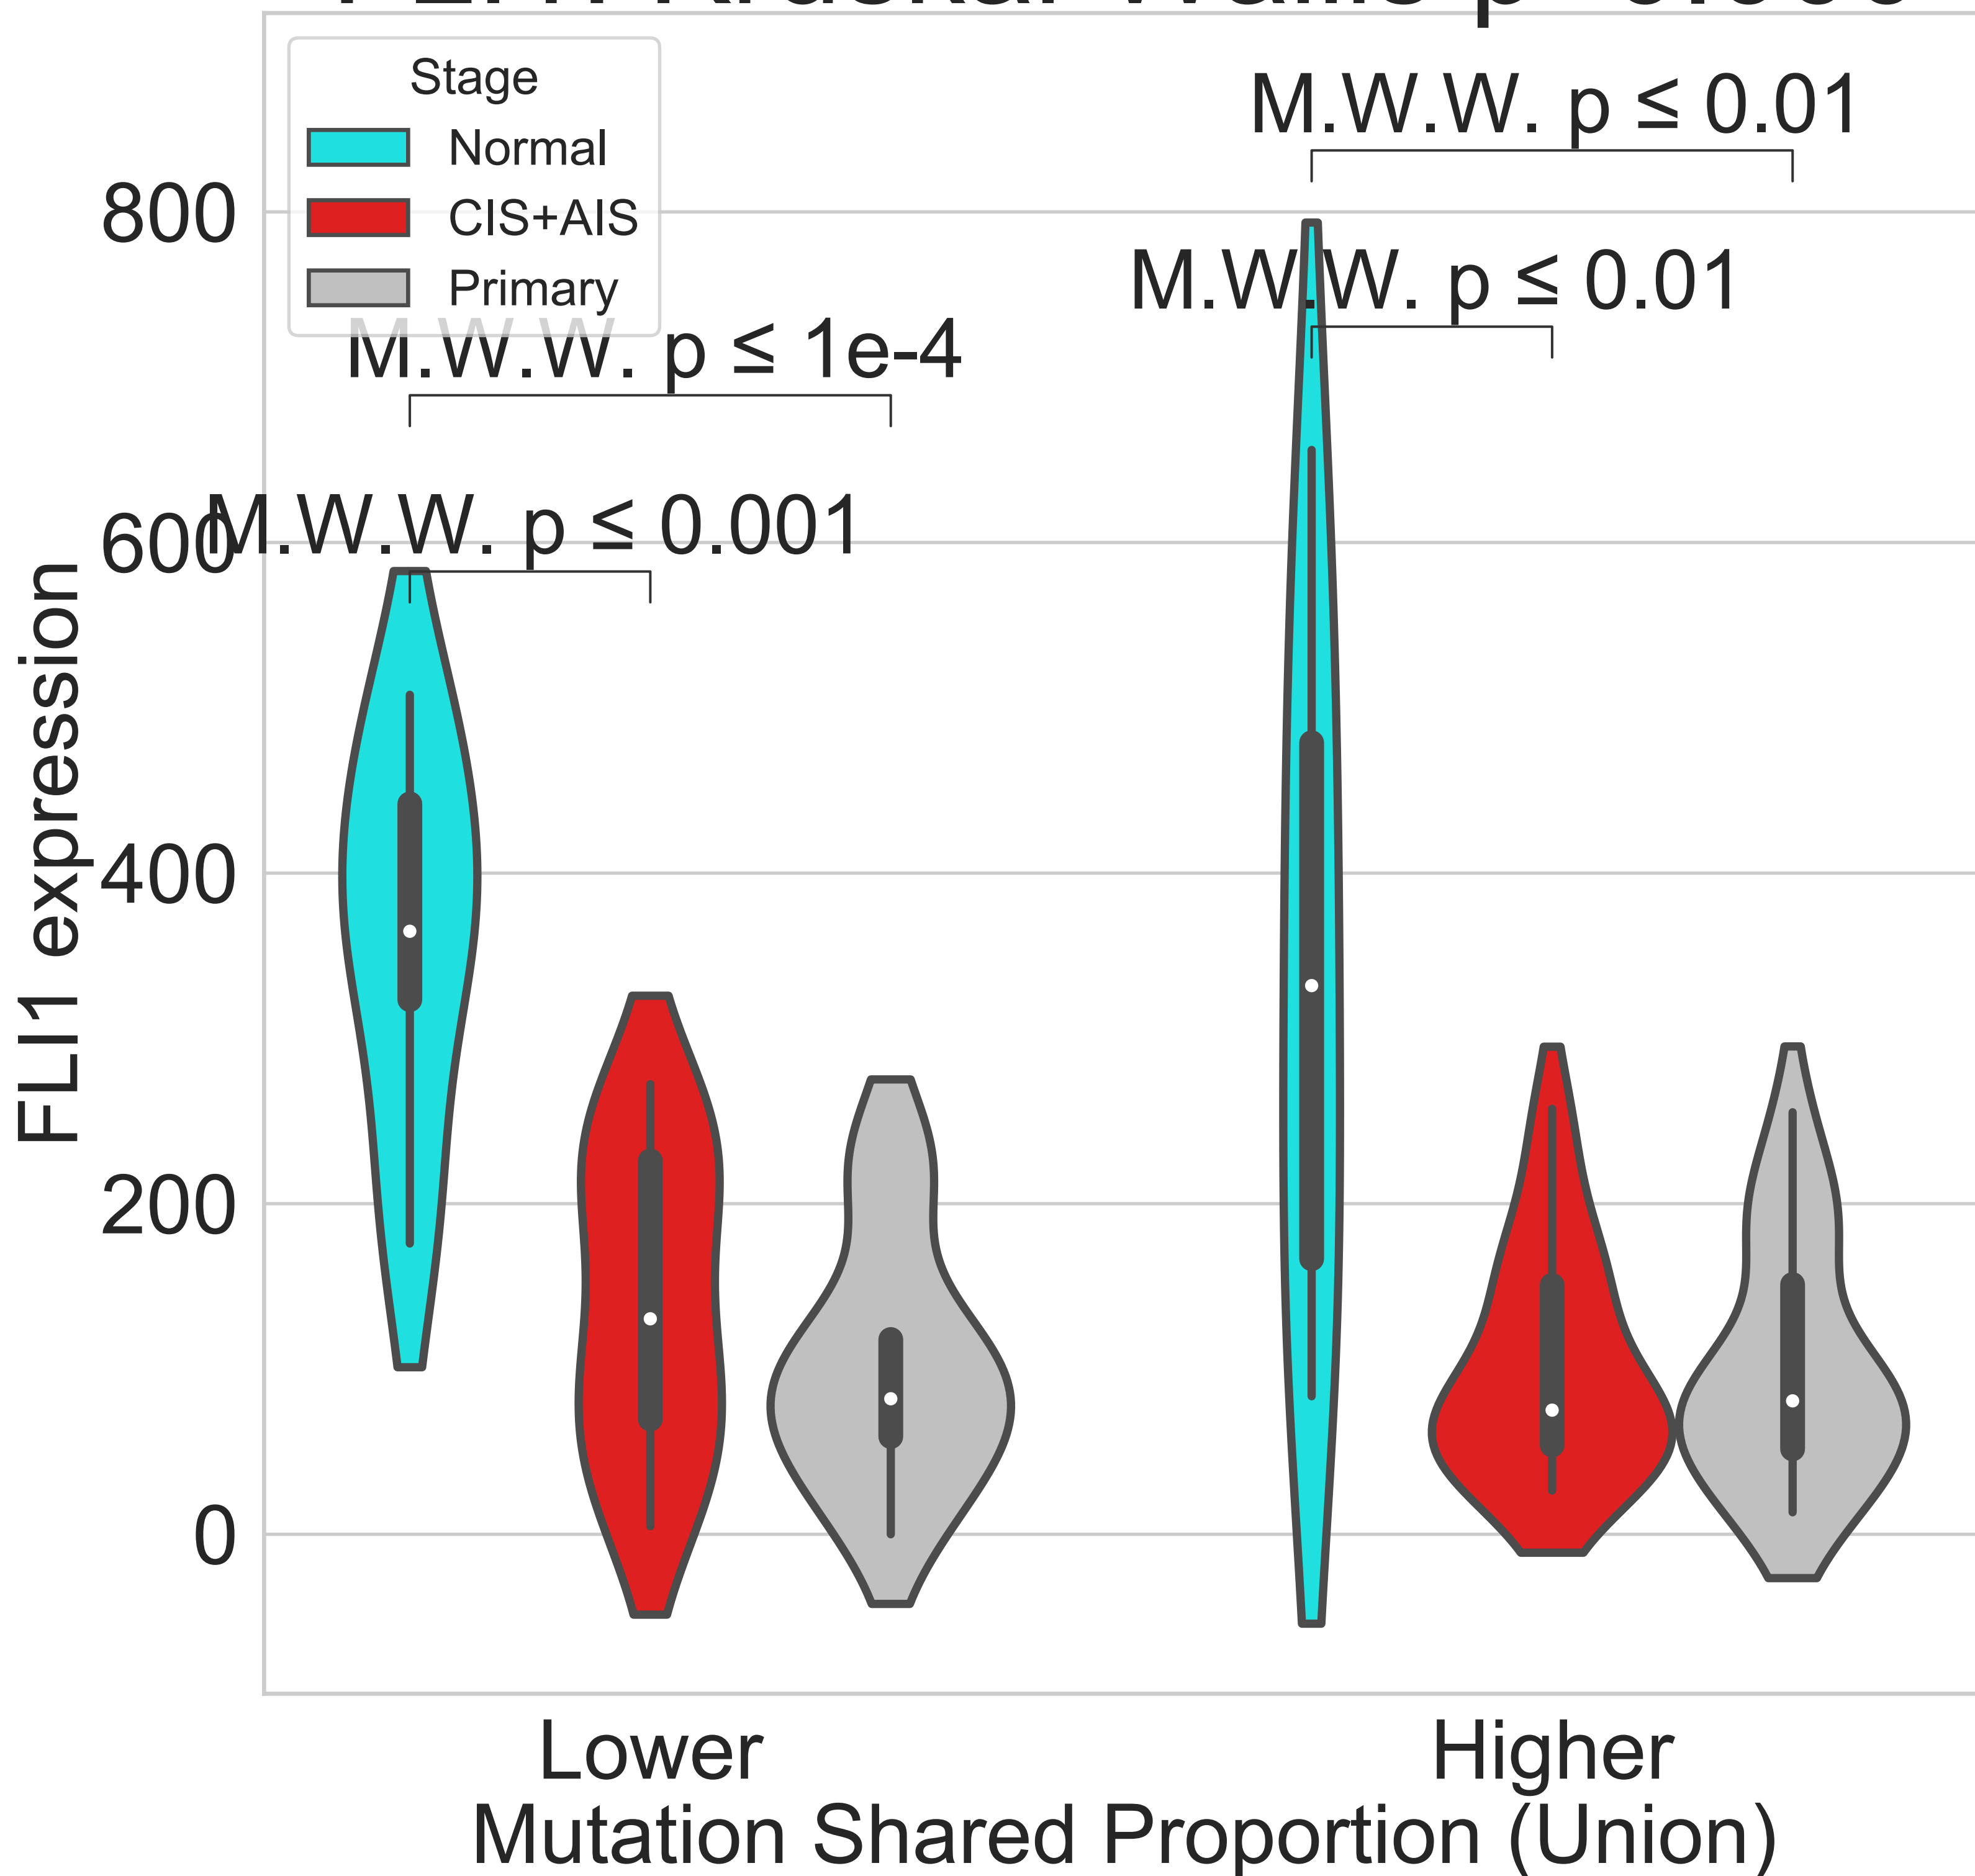 Stage
Normal
CIS+AIS
Primary
M.W.W. p ≤ 0.01
M.W.W. p ≤ 0.01
M.W.W. p ≤ 1e-4
M.W.W. p ≤ 0.001
800
600
400
200
0
FLI1 expression
Lower
Higher
Mutation Shared Proportion (Union)